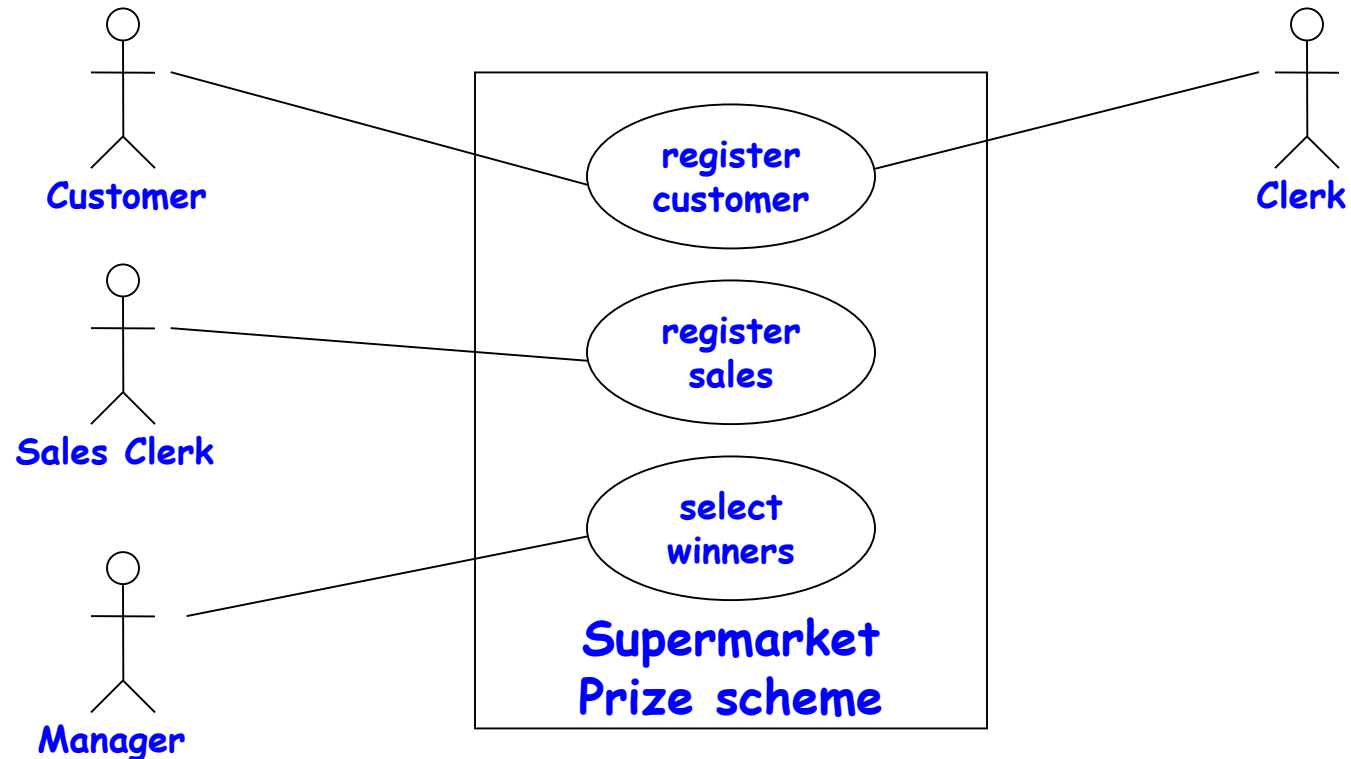 register
customer
Customer
Clerk
register
sales
Sales Clerk
select
winners
Supermarket
Prize scheme
Manager